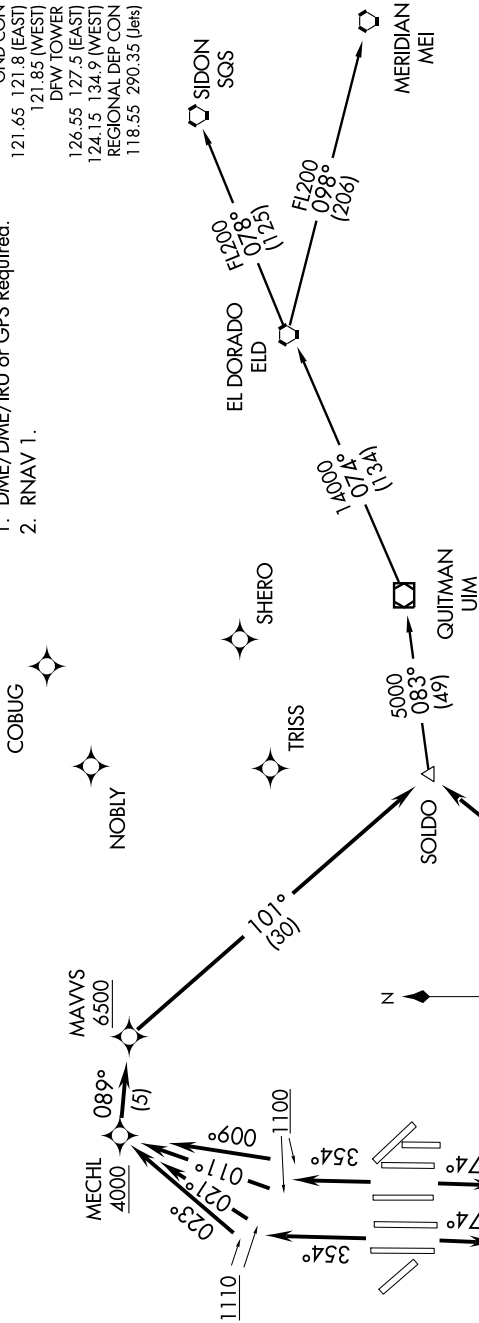 GND CON
121.65 121.8 (EAST)
121.85 (WEST)
DFW TOWER
126.55 127.5 (EAST)
124.15 134.9 (WEST)
REGIONAL DEP CON
118.55 290.35 (Jets)
1. DME/DME/IRU or GPS Required.
2. RNAV 1.
SIDON
SQS
MERIDIAN
MEI
FL200
078°
(125)
FL200
098°
(206)
EL DORADO
ELD
14000
074°
(134)
QUITMAN
UIM
5000
083°
(49)
SOLDO
COBUG
NOBLY
SHERO
TRISS
101°
(30)
MAVVS
6500
089°
(5)
MECHL
4000
N
023°
021°
011°
009°
1110
1100
354°
354°
74°
74°